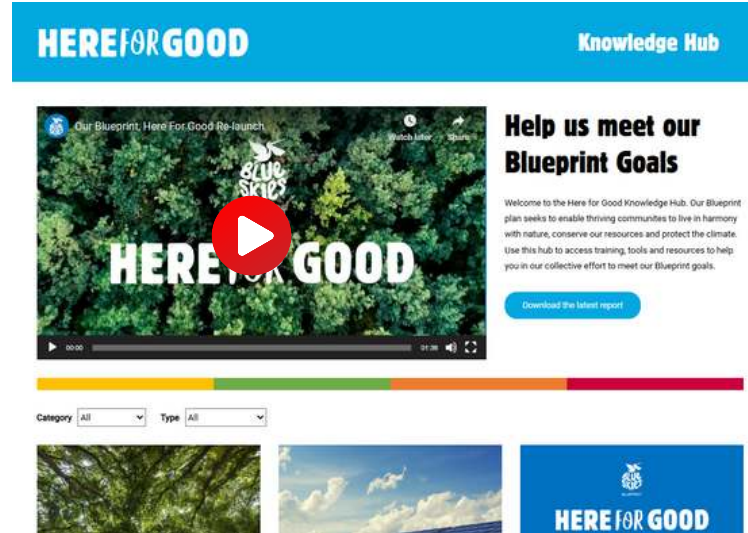 HERE FOR GOOD
Knowledge Hub
Our Blueprint, Here For Good Re-launch
Watch later
Share
BLUE
SKIES
HERE FOR GOOD
00:00
01:38
Help us meet our
Blueprint Goals
Welcome to the Here for Good Knowledge Hub. Our Blueprint
plan seeks to enable thriving communites to live in harmony
with nature, conserve our resources and protect the climate.
Use this hub to access training, tools and resources to help
you in our collective effort to meet our Blueprint goals.
Download the latest report
Category All Type All
BLUE
SKIES
BLUEPRINT
HERE FOR GOOD